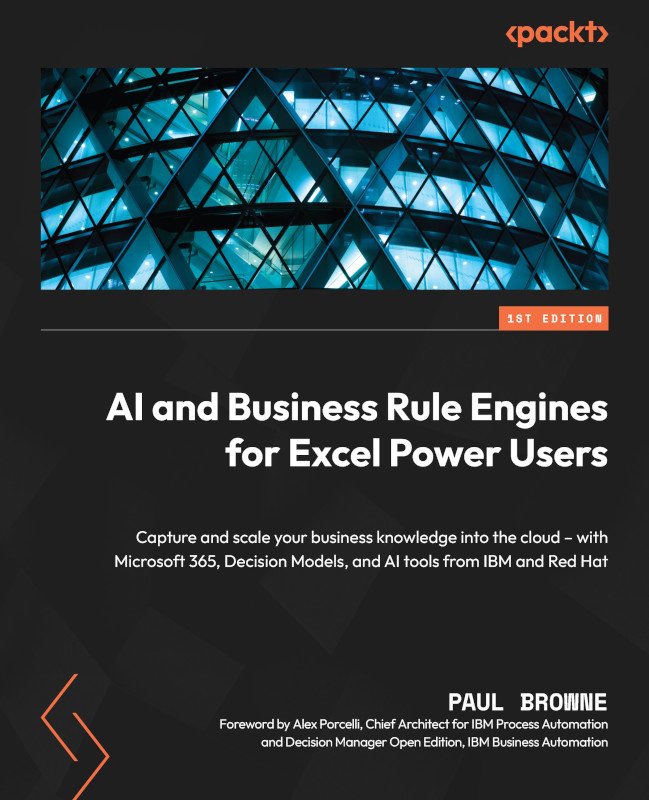 <packt>
1ST EDITION
AI and Business Rule Engines
for Excel Power Users
Capture and scale your business knowledge into the cloud – with
Microsoft 365, Decision Models, and AI tools from IBM and Red Hat
PAUL BROWNE
Foreword by Alex Porcelli, Chief Architect for IBM Process Automation
and Decision Manager Open Edition, IBM Business Automation